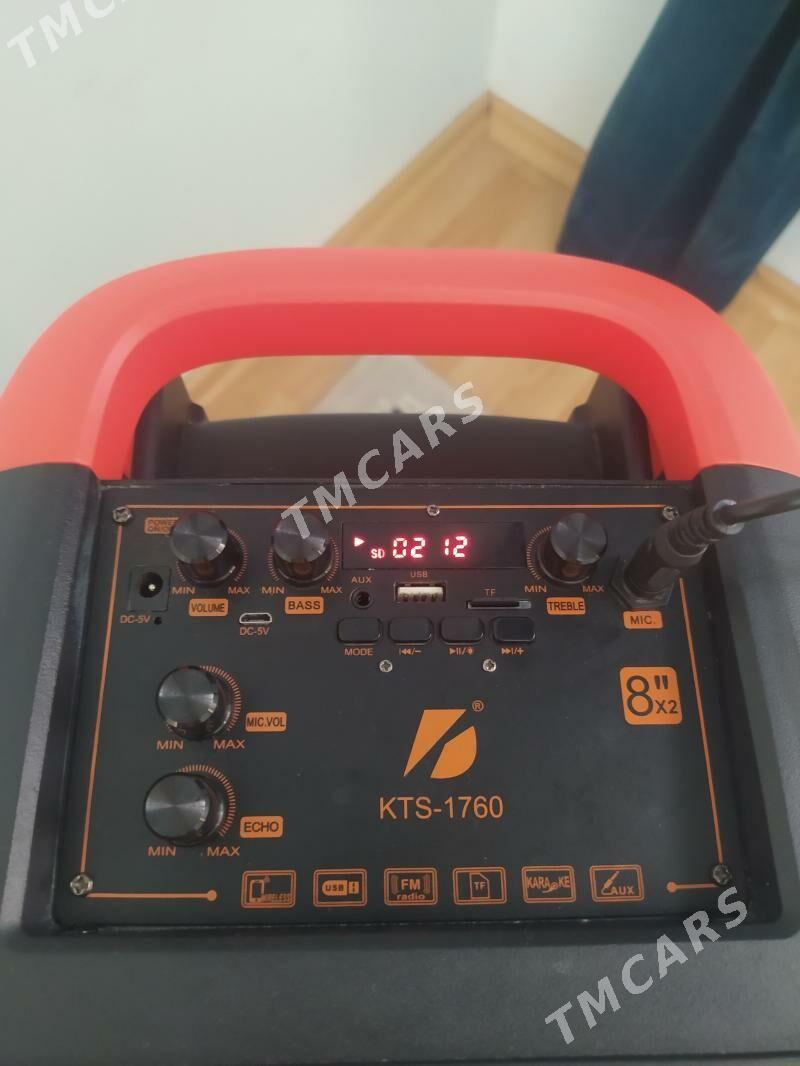 TMCARS
TMCARS
POWER
ON/OFF
SD 02 12
USB
AUX
TF
MIN MAX
VOLUME
MIN MAX
BASS
MIN MAX
TREBLE
MIC.
DC-5V
DC-5V
MODE
|◀◀/−
▶II/☀
▶▶|/+
MIC.VOL
MIN MAX
8"X2
®
KTS-1760
ECHO
MIN MAX
WIRELESS
USB
FM
radio
TF
KARAOKE
AUX
TMCARS